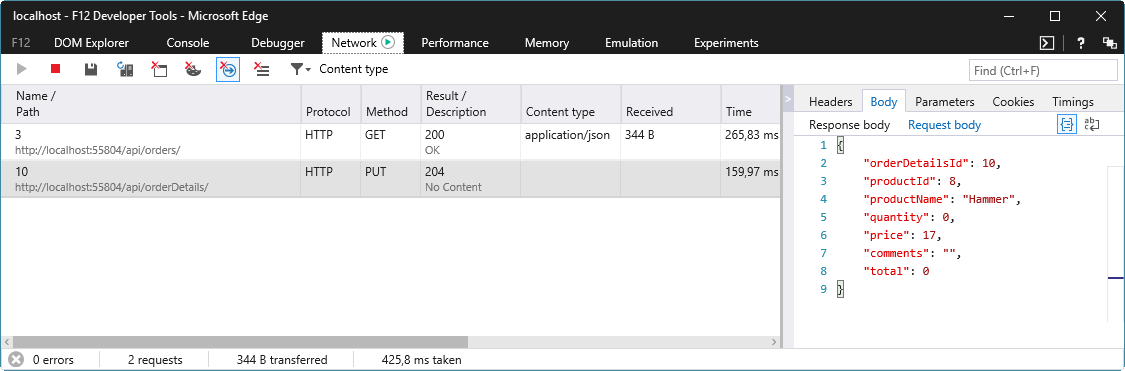 localhost - F12 Developer Tools - Microsoft Edge
F12 DOM Explorer Console Debugger Network Performance Memory Emulation Experiments ?
Content type Find (Ctrl+F)
Name / Path Protocol Method Result / Description Content type Received Time
3 HTTP GET 200 application/json 344 B 265,83 ms
http://localhost:55804/api/orders/ OK
10 HTTP PUT 204 159,97 ms
http://localhost:55804/api/orderDetails/ No Content
> Headers Body Parameters Cookies Timings
Response body Request body
1 {
2 "orderDetailsId": 10,
3 "productId": 8,
4 "productName": "Hammer",
5 "quantity": 0,
6 "price": 17,
7 "comments": "",
8 "total": 0
9 }
0 errors 2 requests 344 B transferred 425,8 ms taken